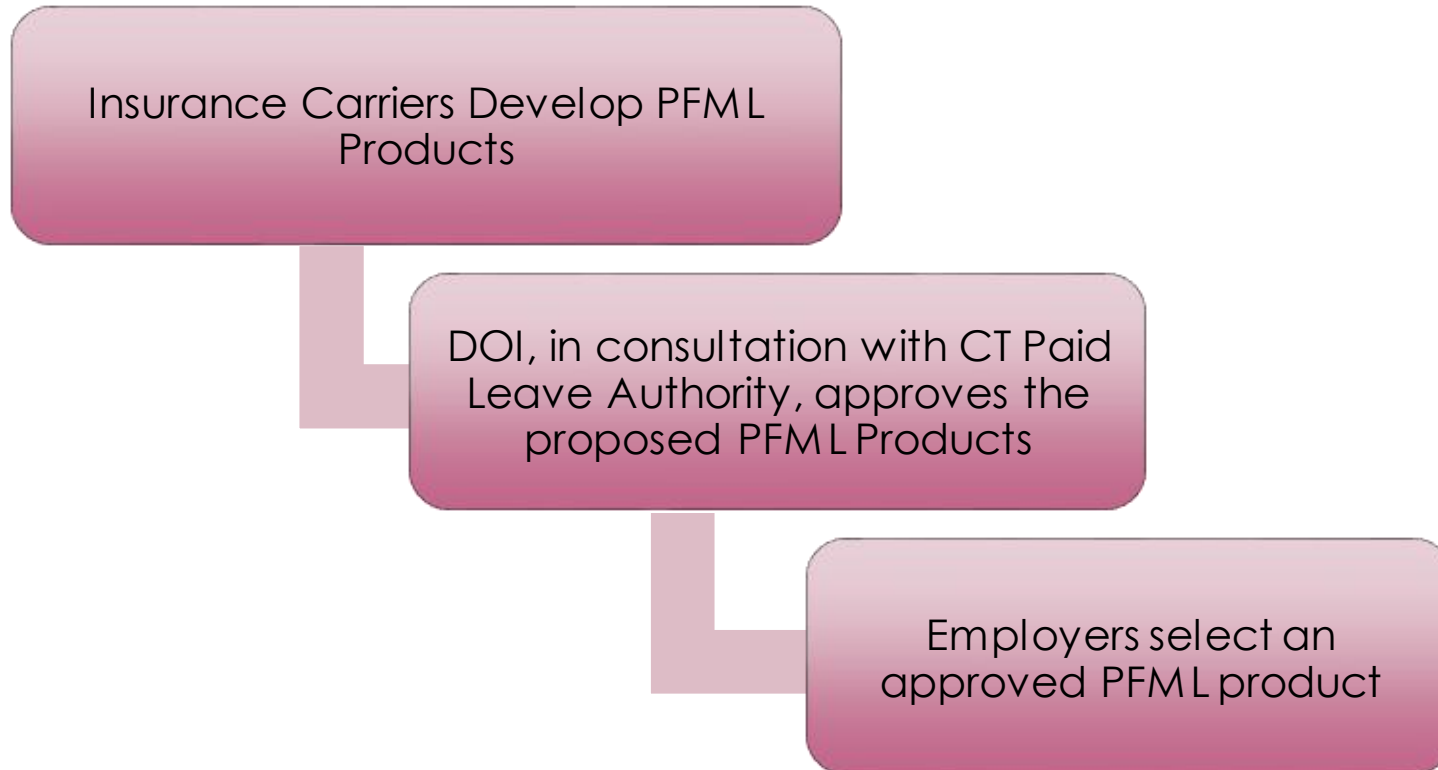 Insurance Carriers Develop PFML
Products
DOI, in consultation with CT Paid
Leave Authority, approves the
proposed PFML Products
Employers select an
approved PFML product